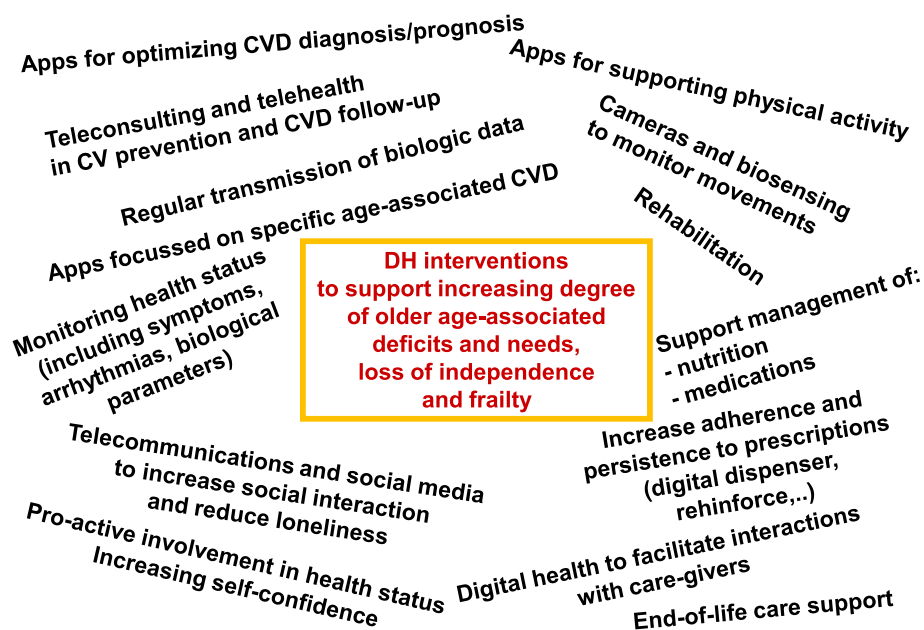 Apps for optimizing CVD diagnosis/prognosis
Teleconsulting and telehealth
in CV prevention and CVD follow-up
Regular transmission of biologic data
Apps focussed on specific age-associated CVD
Monitoring health status
(including symptoms,
arrhythmias, biological
parameters)
Telecommunications and social media
to increase social interaction
and reduce loneliness
Pro-active involvement in health status
Increasing self-confidence
DH interventions
to support increasing degree
of older age-associated
deficits and needs,
loss of independence
and frailty
Apps for supporting physical activity
Cameras and biosensing
to monitor movements
Rehabilitation
Support management of:
- nutrition
- medications
Increase adherence and
persistence to prescriptions
(digital dispenser,
rehinforce,..)
Digital health to facilitate interactions
with care-givers
End-of-life care support